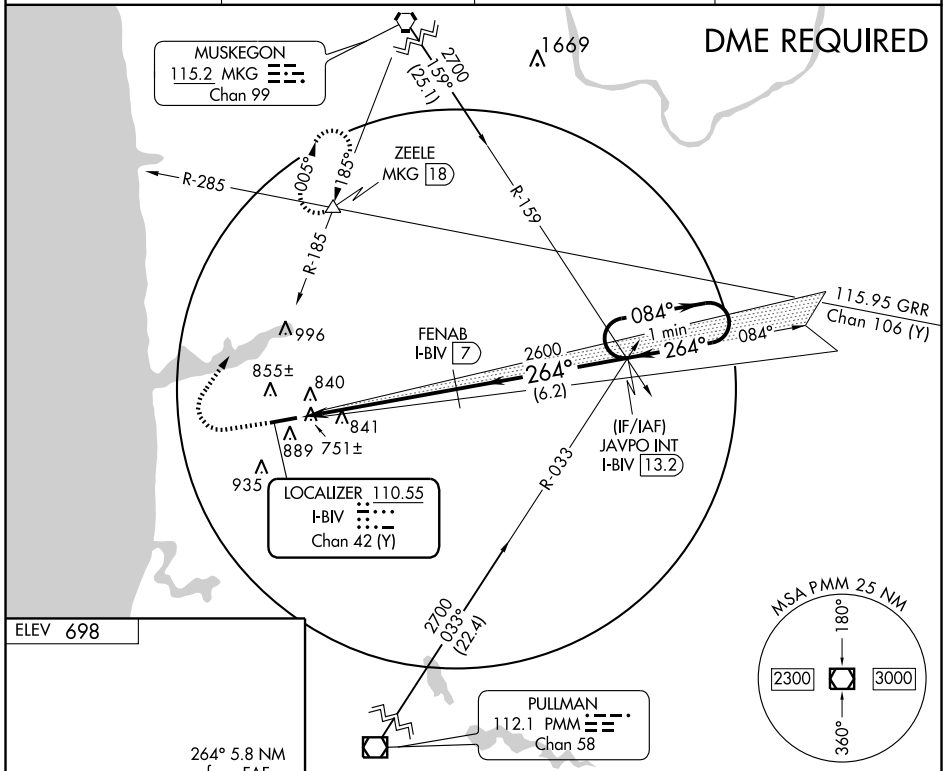 DME REQUIRED
MUSKEGON
115.2 MKG
Chan 99
1669
2700
159°
(25.1)
ZEELE
MKG 18
005°
185°
R-285
R-159
R-185
115.95 GRR
Chan 106 (Y)
084°
1 min
264°
084°
FENAB
I-BIV 7
2600
264°
(6.2)
996
855±
840
841
751±
889
935
(IF/IAF)
JAVPO INT
I-BIV 13.2
R-033
LOCALIZER 110.55
I-BIV
Chan 42 (Y)
2700
033°
(22.4)
PULLMAN
112.1 PMM
Chan 58
MSA PMM 25 NM
180°
2300
3000
360°
ELEV 698
264° 5.8 NM
from FAF